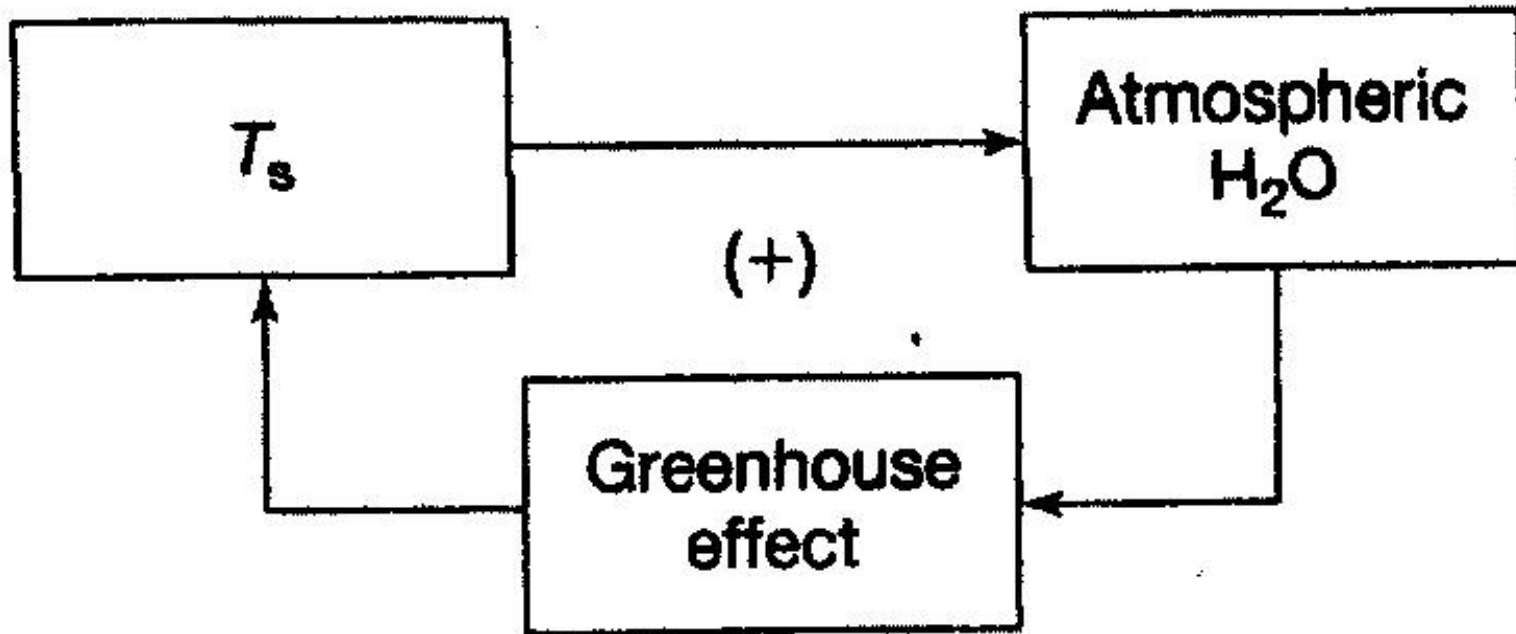 Tₛ
Atmospheric
H₂O
(+)
Greenhouse
effect